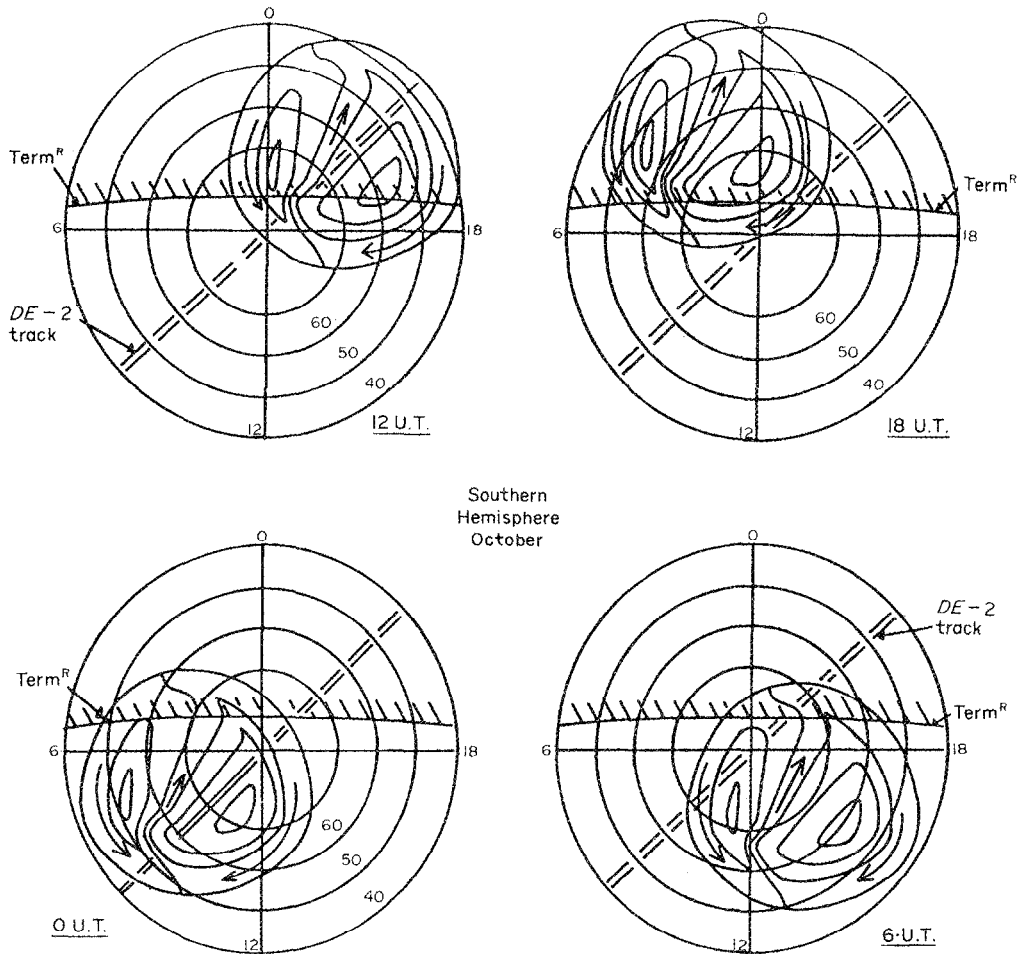 0
Term^R
6
18
DE-2
track
60
50
40
12
12 U.T.
0
Term^R
6
18
60
50
40
12
18 U.T.
Southern
Hemisphere
October
0
Term^R
6
18
60
50
40
12
0 U.T.
0
DE-2
track
Term^R
6
18
12
6·U.T.